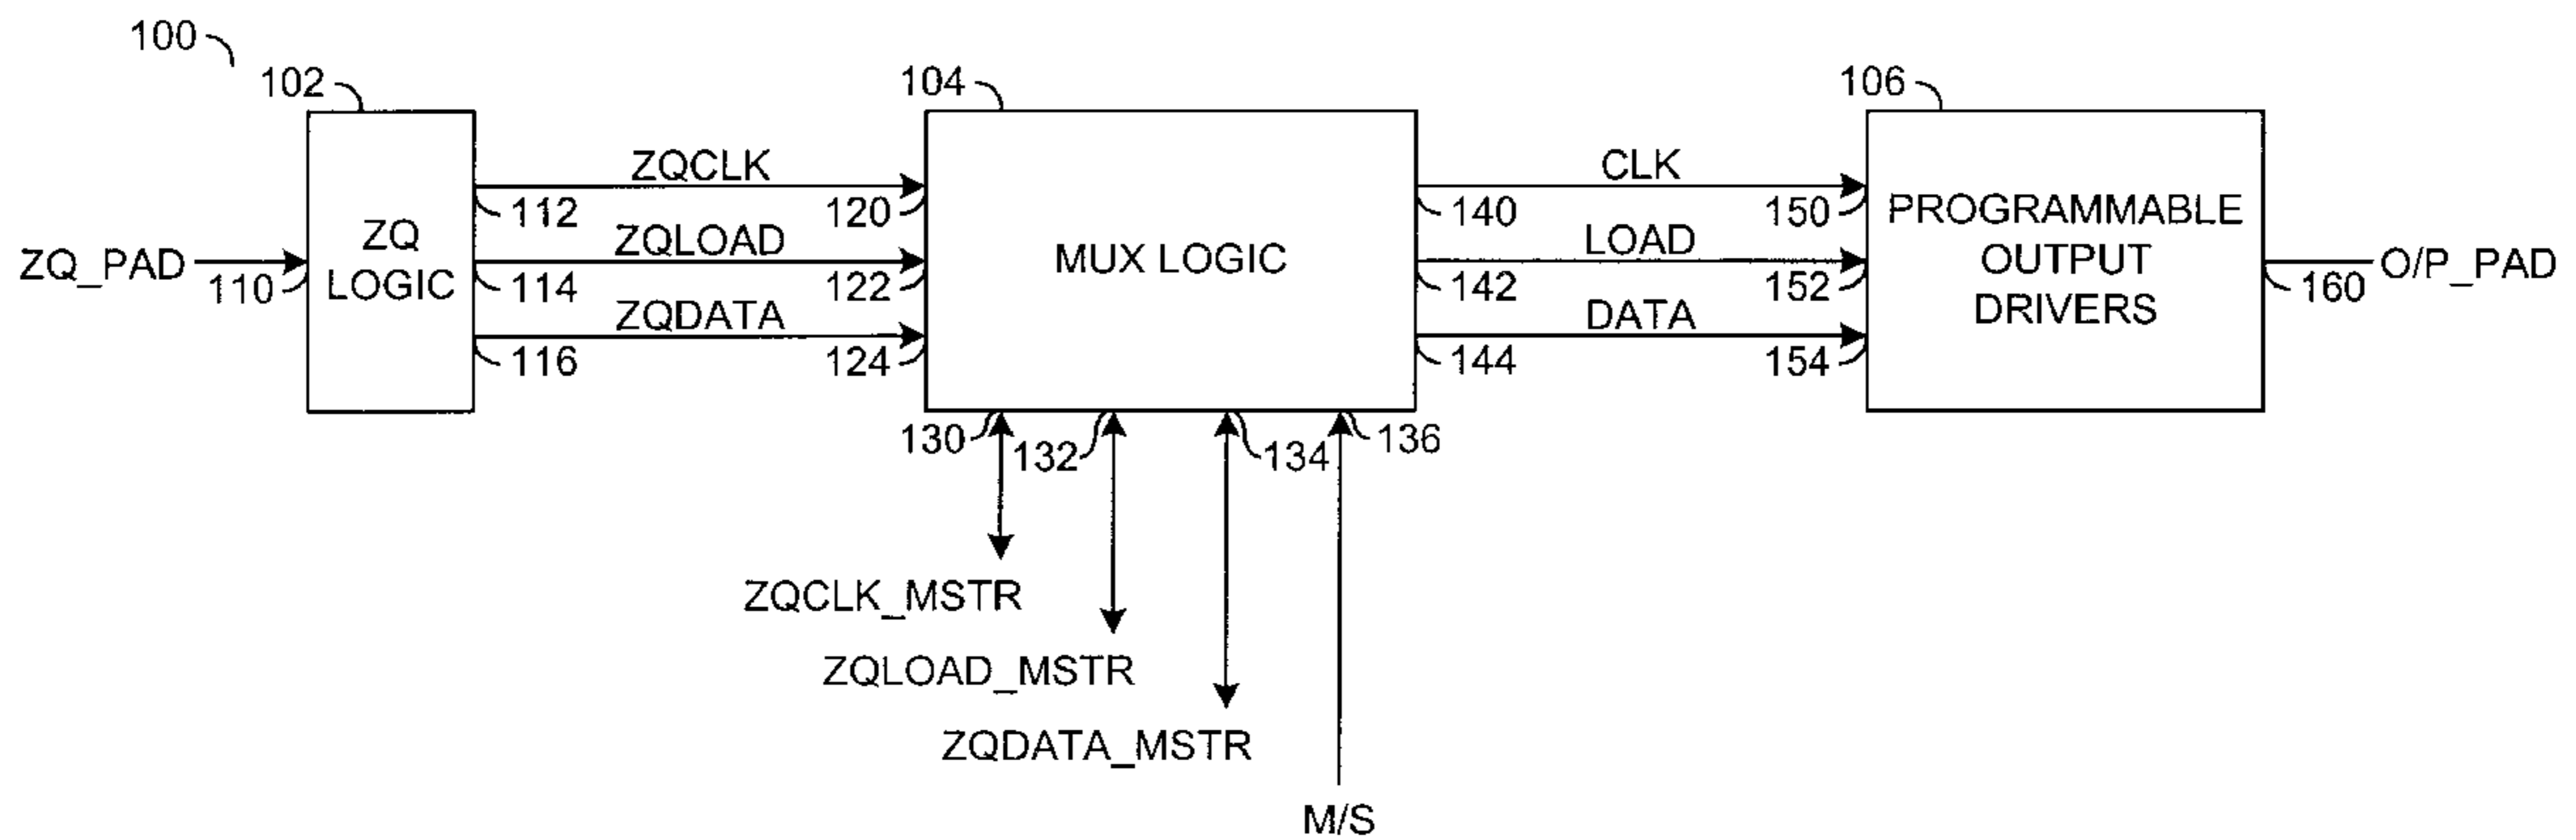 100
102
104
106
ZQCLK
CLK
112
120
140
150
ZQ_PAD
110
ZQ
LOGIC
ZQLOAD
114
122
MUX LOGIC
LOAD
142
152
PROGRAMMABLE
OUTPUT
DRIVERS
O/P_PAD
160
ZQDATA
116
124
DATA
144
154
130
132
134
136
ZQCLK_MSTR
ZQLOAD_MSTR
ZQDATA_MSTR
M/S